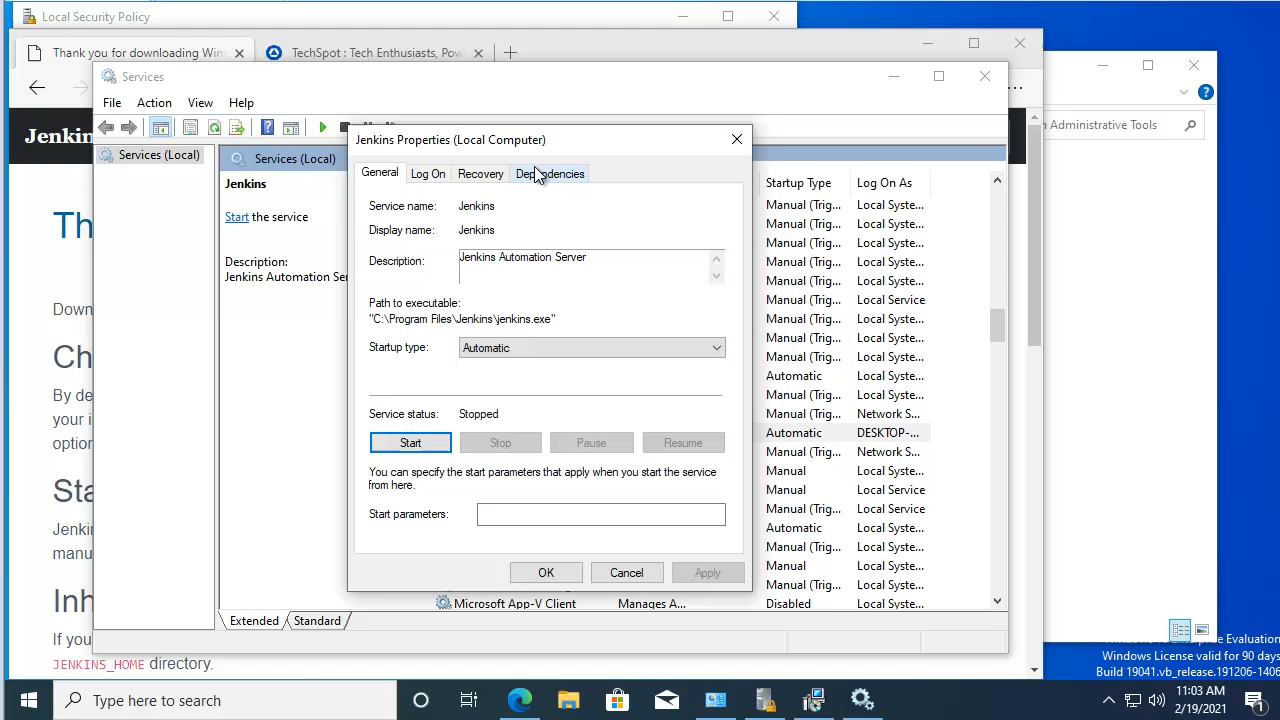 Local Security Policy
Thank you for downloading Win
TechSpot : Tech Enthusiasts, Pow
Services
File Action View Help
n Administrative Tools
Jenkins
Services (Local)
Services (Local)
Jenkins
Start the service
Description:
Jenkins Automation Ser
Jenkins Properties (Local Computer)
General
Log On
Recovery
Dependencies
Service name: Jenkins
Display name: Jenkins
Description: Jenkins Automation Server
Path to executable:
"C:\Program Files\Jenkins\jenkins.exe"
Startup type: Automatic
Service status: Stopped
Start Stop Pause Resume
You can specify the start parameters that apply when you start the service
from here.
Start parameters:
OK Cancel Apply
Startup Type Log On As
Manual (Trig... Local Syste...
Manual (Trig... Local Syste...
Manual (Trig... Local Syste...
Manual (Trig... Local Syste...
Manual (Trig... Local Syste...
Manual (Trig... Local Service
Manual (Trig... Local Syste...
Manual (Trig... Local Syste...
Manual (Trig... Local Syste...
Automatic Local Syste...
Manual (Trig... Local Syste...
Manual (Trig... Network S...
Automatic DESKTOP-...
Manual (Trig... Network S...
Manual Local Syste...
Manual Local Service
Manual (Trig... Local Service
Automatic Local Syste...
Manual (Trig... Local Syste...
Manual Local Syste...
Manual (Trig... Local Syste...
Microsoft App-V Client Manages A... Disabled Local Syste...
Extended Standard
Th
Down
Ch
By de
your i
option
Sta
Jenkin
manu
Inh
If you
JENKINS_HOME directory.
Enterprise Evaluation
Windows License valid for 90 days
Build 19041.vb_release.191206-1406
Type here to search
11:03 AM
2/19/2021
1